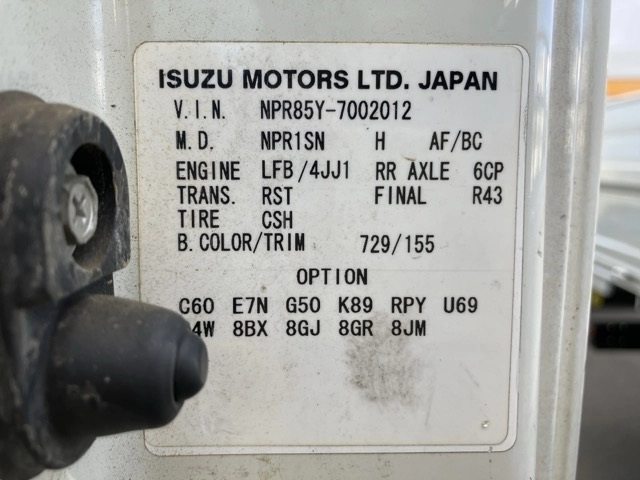 ISUZU MOTORS LTD. JAPAN
V.I.N. NPR85Y-7002012
M.D. NPR1SN H AF/BC
ENGINE LFB/4JJ1 RR AXLE 6CP
TRANS. RST FINAL R43
TIRE CSH
B.COLOR/TRIM 729/155
OPTION
C60 E7N G50 K89 RPY U69
8BX 8GJ 8GR 8JM